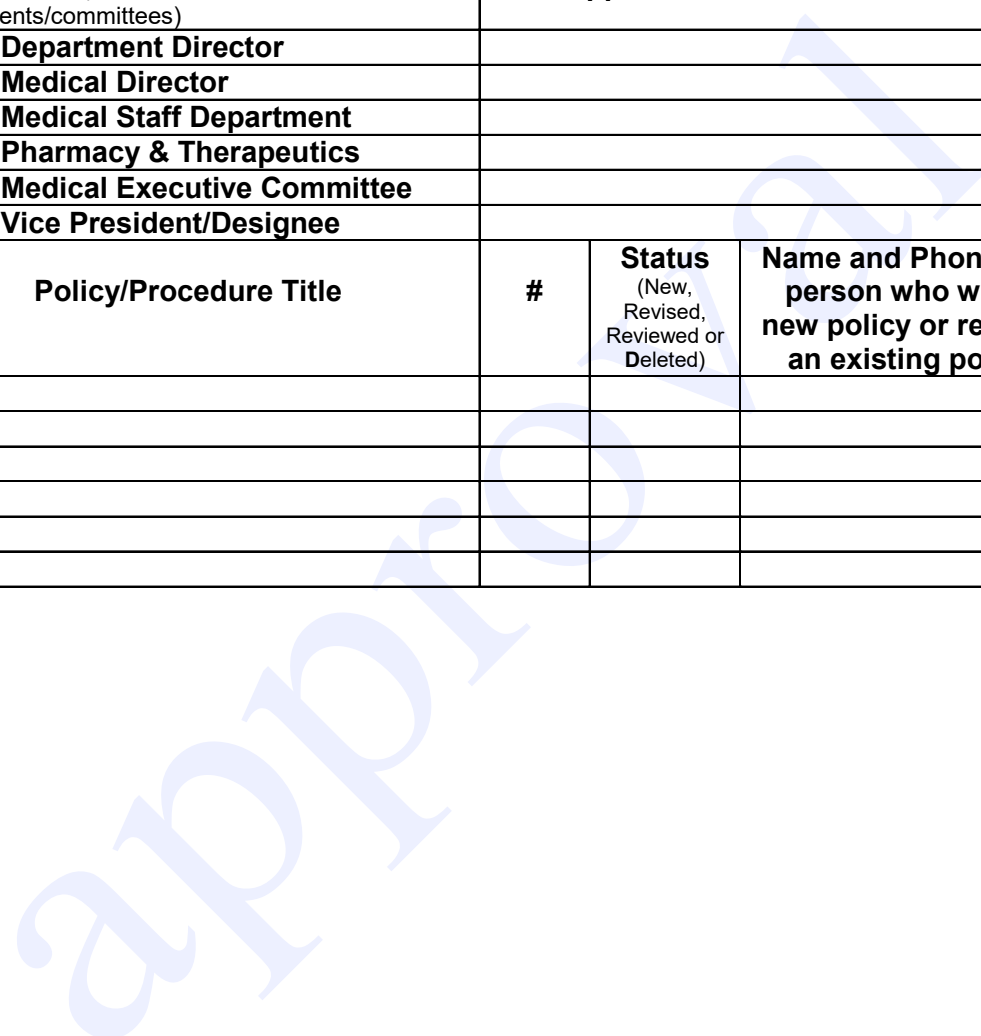 ents/committees)
Department Director
Medical Director
Medical Staff Department
Pharmacy & Therapeutics
Medical Executive Committee
Vice President/Designee
Policy/Procedure Title
#
Status
(New,
Revised,
Reviewed or
Deleted)
Name and Phon
person who w
new policy or re
an existing po
approval